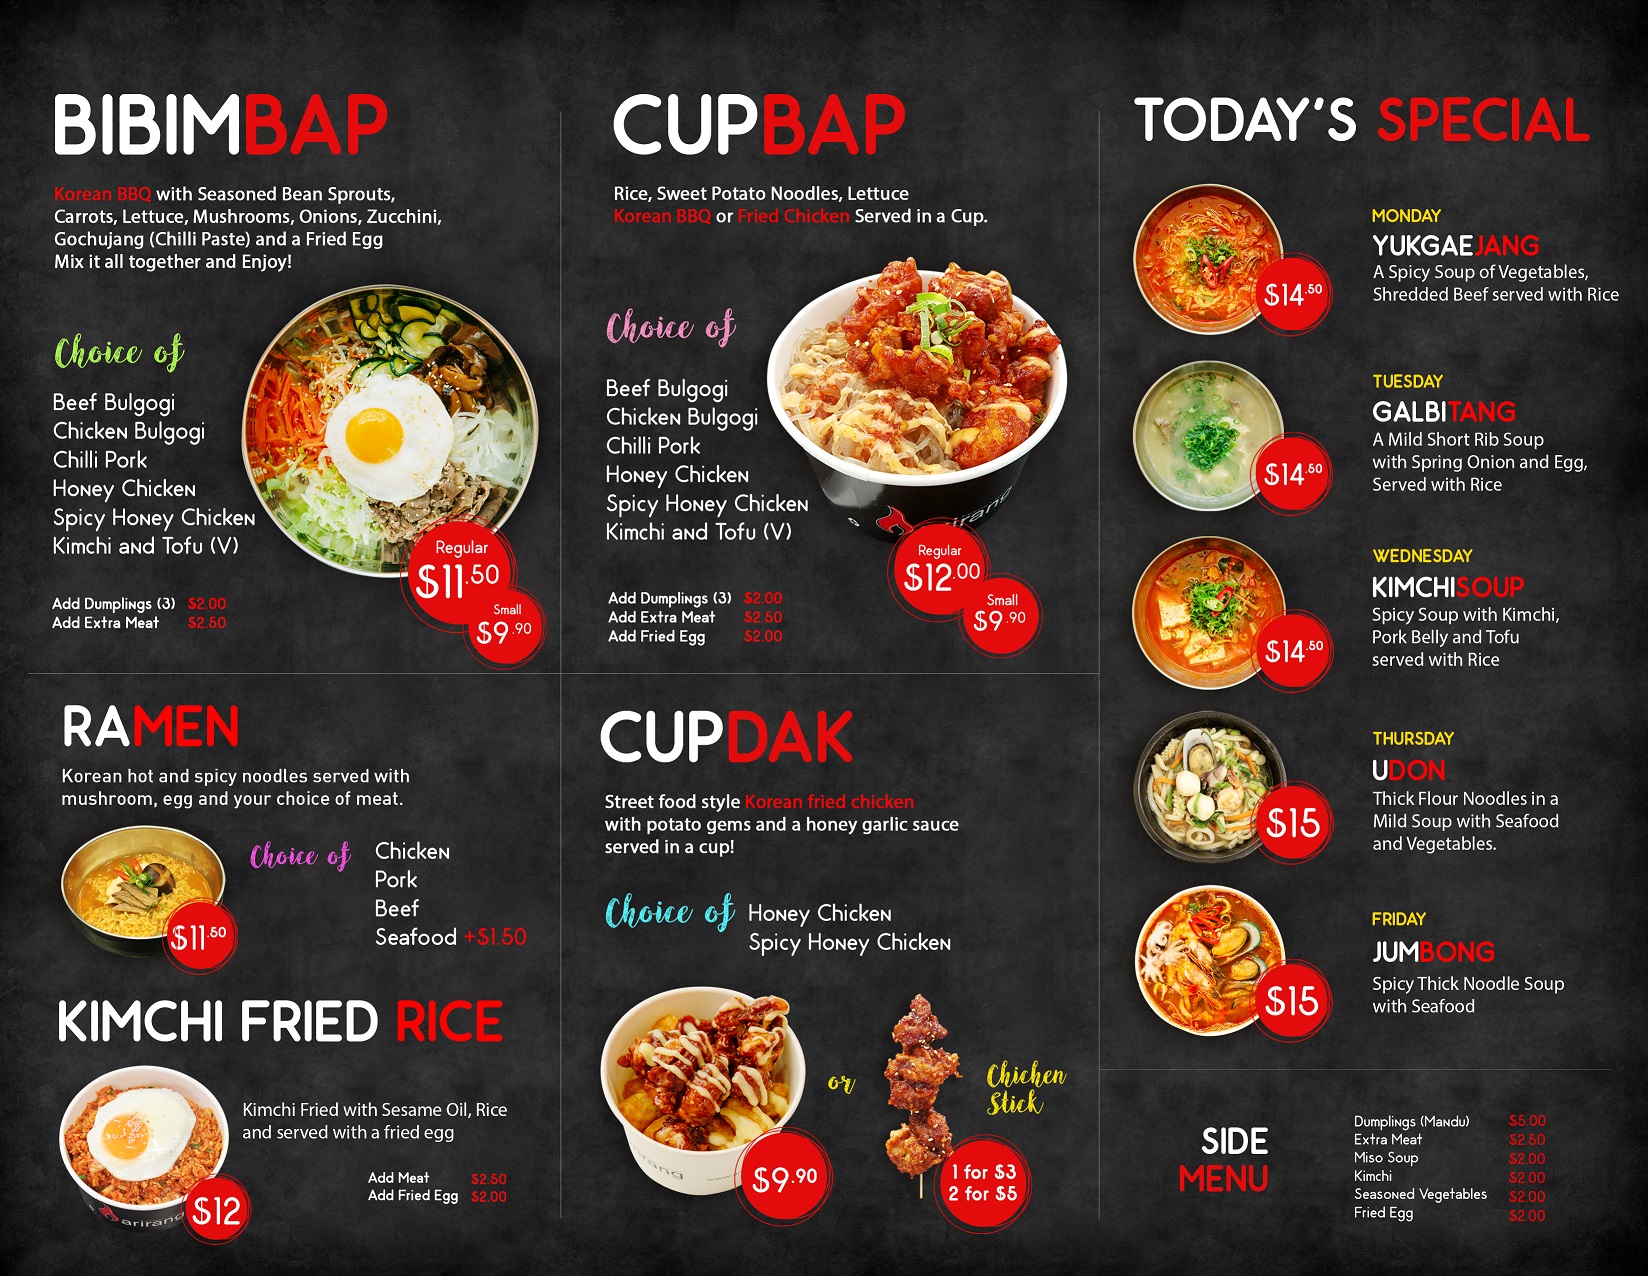 BIBIMBAP
Korean BBQ with Seasoned Bean Sprouts,
Carrots, Lettuce, Mushrooms, Onions, Zucchini,
Gochujang (Chilli Paste) and a Fried Egg
Mix it all together and Enjoy!
Choice of
Beef Bulgogi
Chicken Bulgogi
Chilli Pork
Honey Chicken
Spicy Honey Chicken
Kimchi and Tofu (V)
Regular
$11.50
Small
$9.90
Add Dumplings (3) $2.00
Add Extra Meat $2.50
CUPBAP
Rice, Sweet Potato Noodles, Lettuce
Korean BBQ or Fried Chicken Served in a Cup.
Choice of
Beef Bulgogi
Chicken Bulgogi
Chilli Pork
Honey Chicken
Spicy Honey Chicken
Kimchi and Tofu (V)
arirang
Regular
$12.00
Small
$9.90
Add Dumplings (3) $2.00
Add Extra Meat $2.50
Add Fried Egg $2.00
RAMEN
Korean hot and spicy noodles served with
mushroom, egg and your choice of meat.
Choice of
Chicken
Pork
Beef
Seafood +$1.50
$11.50
KIMCHI FRIED RICE
Kimchi Fried with Sesame Oil, Rice
and served with a fried egg
Add Meat $2.50
Add Fried Egg $2.00
arirang
$12
CUPDAK
Street food style Korean fried chicken
with potato gems and a honey garlic sauce
served in a cup!
Choice of
Honey Chicken
Spicy Honey Chicken
or
Chicken
Stick
$9.90
1 for $3
2 for $5
TODAY'S SPECIAL
MONDAY
YUKGAEJANG
A Spicy Soup of Vegetables,
Shredded Beef served with Rice
$14.50
TUESDAY
GALBITANG
A Mild Short Rib Soup
with Spring Onion and Egg,
Served with Rice
$14.50
WEDNESDAY
KIMCHISOUP
Spicy Soup with Kimchi,
Pork Belly and Tofu
served with Rice
$14.50
THURSDAY
UDON
Thick Flour Noodles in a
Mild Soup with Seafood
and Vegetables.
$15
FRIDAY
JUMBONG
Spicy Thick Noodle Soup
with Seafood
$15
SIDE
MENU
Dumplings (Mandu) $5.00
Extra Meat $2.50
Miso Soup $2.00
Kimchi $2.00
Seasoned Vegetables $2.00
Fried Egg $2.00